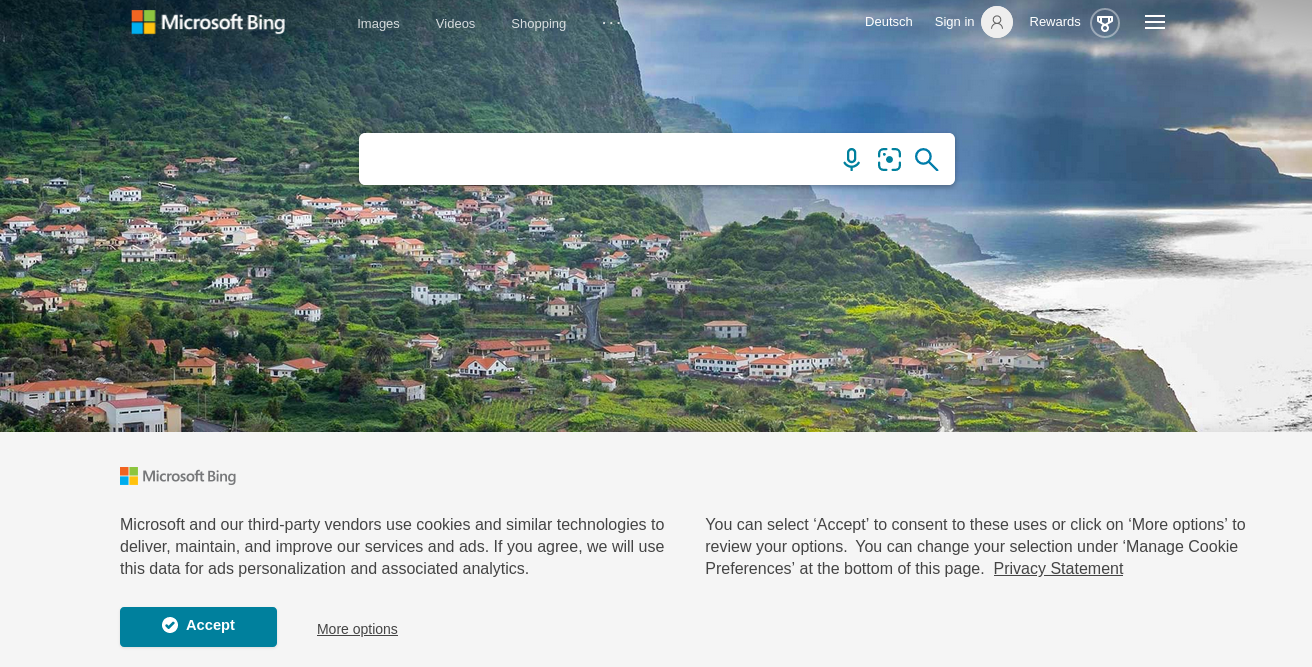 Microsoft Bing
Images Videos Shopping ...
Deutsch Sign in Rewards
Microsoft Bing
Microsoft and our third-party vendors use cookies and similar technologies to
deliver, maintain, and improve our services and ads. If you agree, we will use
this data for ads personalization and associated analytics.
You can select ‘Accept’ to consent to these uses or click on ‘More options’ to
review your options. You can change your selection under ‘Manage Cookie
Preferences’ at the bottom of this page. Privacy Statement
Accept
More options